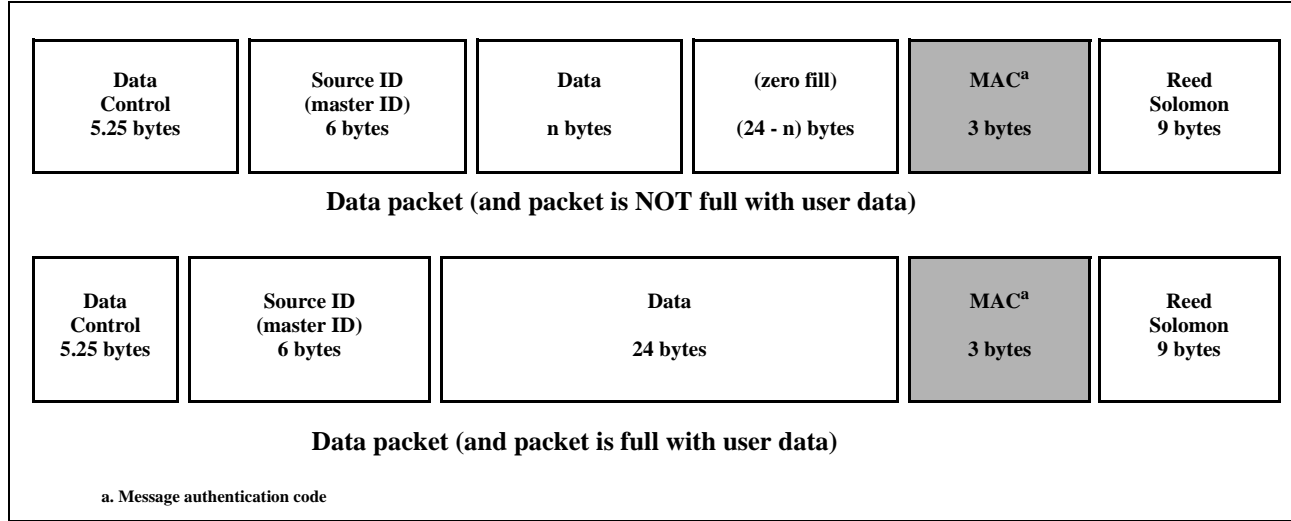 Data
Control
5.25 bytes
Source ID
(master ID)
6 bytes
Data
n bytes
(zero fill)
(24 - n) bytes
MACa
3 bytes
Reed
Solomon
9 bytes
Data packet (and packet is NOT full with user data)
Data
Control
5.25 bytes
Source ID
(master ID)
6 bytes
Data
24 bytes
MACa
3 bytes
Reed
Solomon
9 bytes
Data packet (and packet is full with user data)
a. Message authentication code